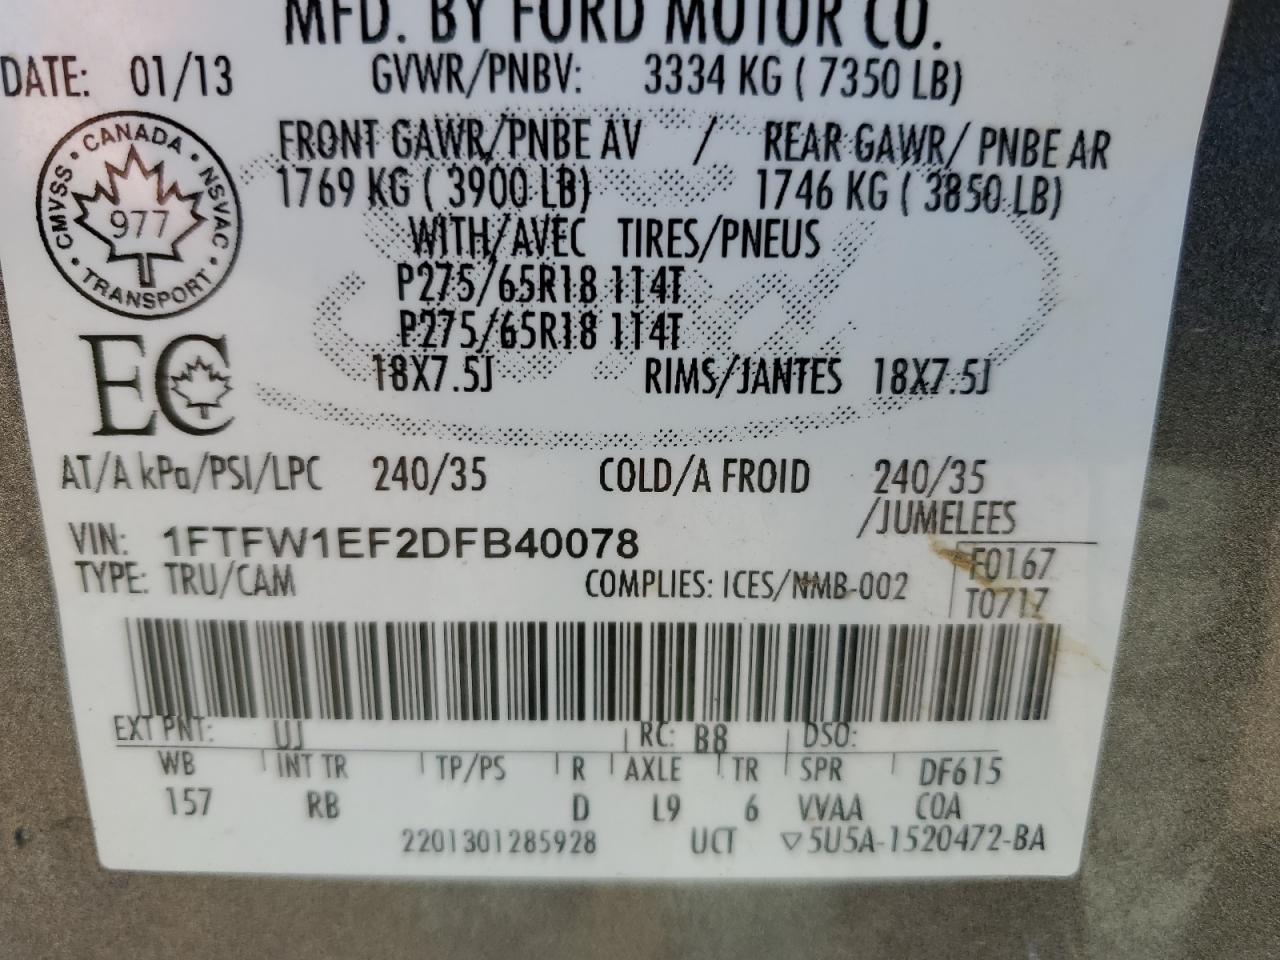 MFD. BY FORD MOTOR CO.
DATE: 01/13 GVWR/PNBV: 3334 KG ( 7350 LB)
CMVSS • CANADA • NSVAC • TRANSPORT •
977
FRONT GAWR/PNBE AV / REAR GAWR/ PNBE AR
1769 KG ( 3900 LB) 1746 KG ( 3850 LB)
WITH/AVEC TIRES/PNEUS
P275/65R18 114T
P275/65R18 114T
18X7.5J RIMS/JANTES 18X7.5J
EC
AT/A kPa/PSI/LPC 240/35 COLD/A FROID 240/35
/JUMELEES
VIN: 1FTFW1EF2DFB40078
F0167
TYPE: TRU/CAM COMPLIES: ICES/NMB-002
T0717
EXT PNT: UJ RC: B8 DSO:
WB INT TR TP/PS R AXLE TR SPR DF615
157 RB D L9 6 VVAA COA
2201301285928 UCT ▽5U5A-1520472-BA